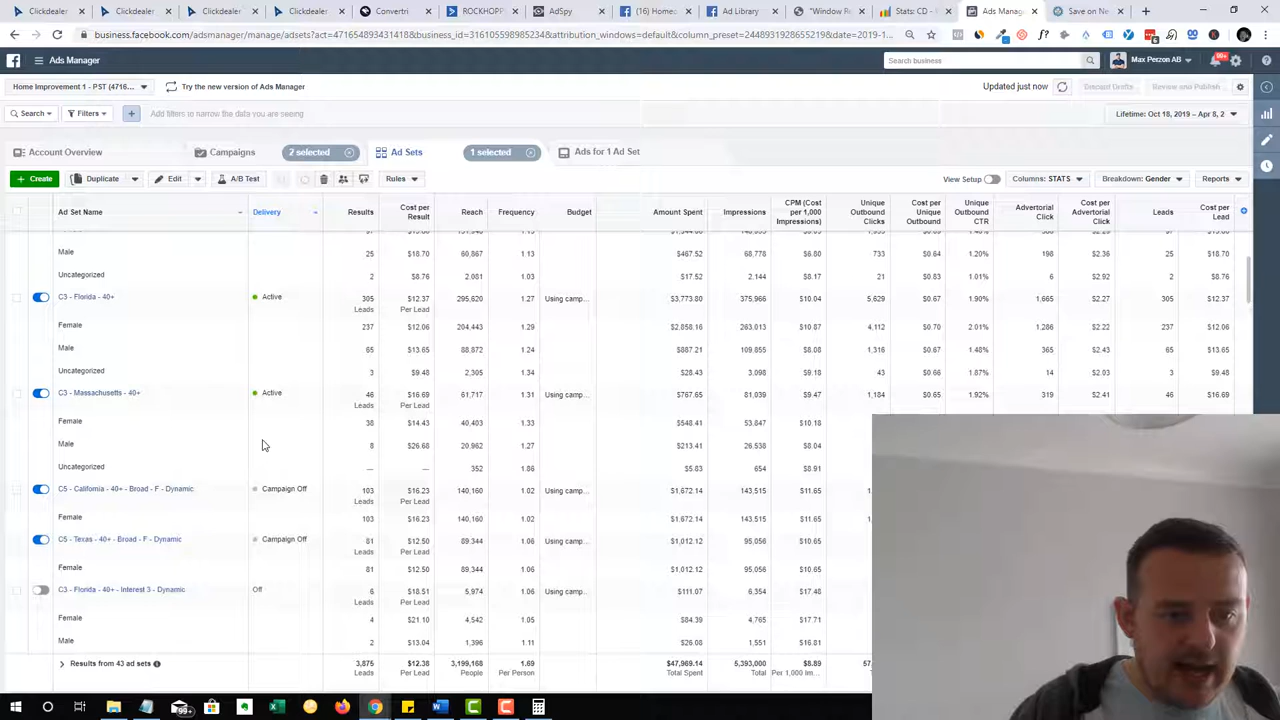 Clickdealer
Clickdealer
Clickdealer
Clickdealer
Convertri
ROCKHOPP
AdSpy
(16) Home
Ad Library
"Window R
Stats: CD -
Ads Manag
Save on Ne
business.facebook.com/adsmanager/manage/adsets?act=471654893431418&business_id=316105598985234&attribution_windows=default&column_preset=2448931928655219&date=2019-1...
Ads Manager
Search business
Max Perzon AB
99+
Home Improvement 1 - PST (4716...
Try the new version of Ads Manager
Updated just now
Discard Drafts
Review and Publish
Search
Filters
Add filters to narrow the data you are seeing
Lifetime: Oct 18, 2019 – Apr 8, 2
Account Overview
Campaigns
2 selected
Ad Sets
1 selected
Ads for 1 Ad Set
+ Create
Duplicate
Edit
A/B Test
Rules
View Setup
Columns: STATS
Breakdown: Gender
Reports
Ad Set Name Delivery Results Cost per Result Reach Frequency Budget Amount Spent Impressions CPM (Cost per 1,000 Impressions) Unique Outbound Clicks Cost per Unique Outbound Unique Outbound CTR Advertorial Click Cost per Advertorial Click Leads Cost per Lead
Male 25 $18.70 60,867 1.13 $467.52 68,778 $6.80 733 $0.64 1.20% 198 $2.36 25 $18.70
Uncategorized 2 $8.76 2,081 1.03 $17.52 2,144 $8.17 21 $0.83 1.01% 6 $2.92 2 $8.76
C3 - Florida - 40+ Active 305 $12.37 295,620 1.27 Using camp... $3,773.80 375,966 $10.04 5,629 $0.67 1.90% 1,665 $2.27 305 $12.37
Leads Per Lead
Female 237 $12.06 204,443 1.29 $2,858.16 263,013 $10.87 4,112 $0.70 2.01% 1,286 $2.22 237 $12.06
Male 65 $13.65 88,872 1.24 $887.21 109,855 $8.08 1,316 $0.67 1.48% 365 $2.43 65 $13.65
Uncategorized 3 $9.48 2,305 1.34 $28.43 3,098 $9.18 43 $0.66 1.87% 14 $2.03 3 $9.48
C3 - Massachusetts - 40+ Active 46 $16.69 61,717 1.31 Using camp... $767.65 81,039 $9.47 1,184 $0.65 1.92% 319 $2.41 46 $16.69
Leads Per Lead
Female 38 $14.43 40,403 1.33 $548.41 53,847 $10.18
Male 8 $26.68 20,962 1.27 $213.41 26,538 $8.04
Uncategorized — — 352 1.86 $5.83 654 $8.91
C5 - California - 40+ - Broad - F - Dynamic Campaign Off 103 $16.23 140,160 1.02 Using camp... $1,672.14 143,515 $11.65
Leads Per Lead
Female 103 $16.23 140,160 1.02 $1,672.14 143,515 $11.65
C5 - Texas - 40+ - Broad - F - Dynamic Campaign Off 81 $12.50 89,344 1.06 Using camp... $1,012.12 95,056 $10.65
Leads Per Lead
Female 81 $12.50 89,344 1.06 $1,012.12 95,056 $10.65
C3 - Florida - 40+ - Interest 3 - Dynamic Off 6 $18.51 5,974 1.06 Using camp... $111.07 6,354 $17.48
Leads Per Lead
Female 4 $21.10 4,542 1.05 $84.39 4,765 $17.71
Male 2 $13.04 1,396 1.11 $26.08 1,551 $16.81
Results from 43 ad sets 3,875 $12.38 3,199,168 1.69 $47,969.14 5,393,000 $8.89 57,
Leads Per Lead People Per Person Total Spent Total Per 1,000 Im...
99+